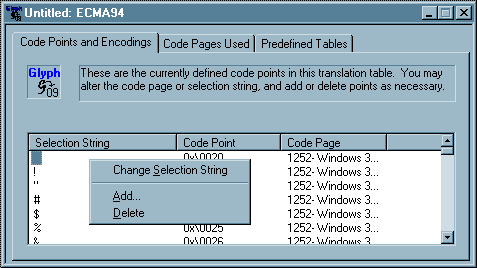 Untitled: ECMA94
Code Points and Encodings Code Pages Used Predefined Tables
Glyph 09
These are the currently defined code points in this translation table. You may
alter the code page or selection string, and add or delete points as necessary.
Selection String Code Point Code Page
0x\0020 1252- Windows 3...
! 1252- Windows 3...
" 1252- Windows 3...
# 1252- Windows 3...
$ 1252- Windows 3...
% 0x\0025 1252- Windows 3...
& 0x\0026 1252- Windows 3...
Change Selection String
Add...
Delete